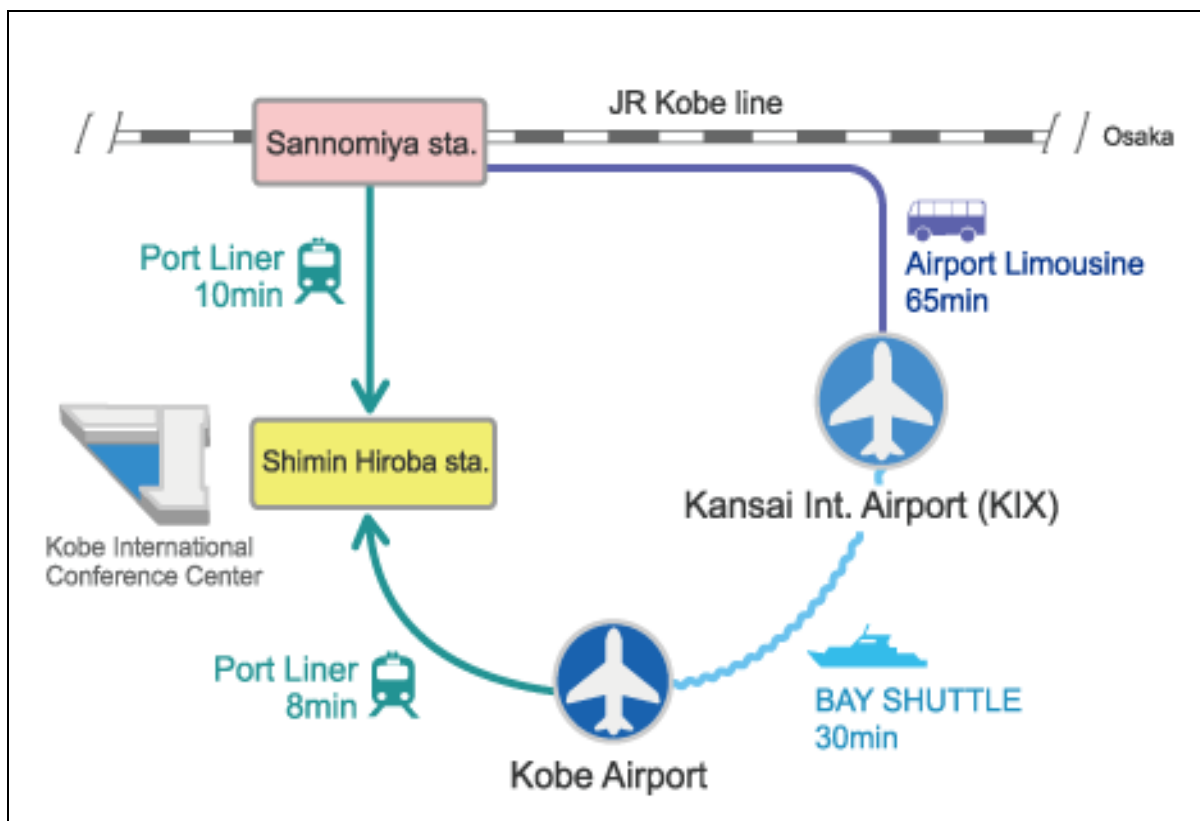 JR Kobe line
Sannomiya sta.
Osaka
Port Liner
10min
Airport Limousine
65min
Shimin Hiroba sta.
Kansai Int. Airport (KIX)
Kobe International
Conference Center
Port Liner
8min
BAY SHUTTLE
30min
Kobe Airport